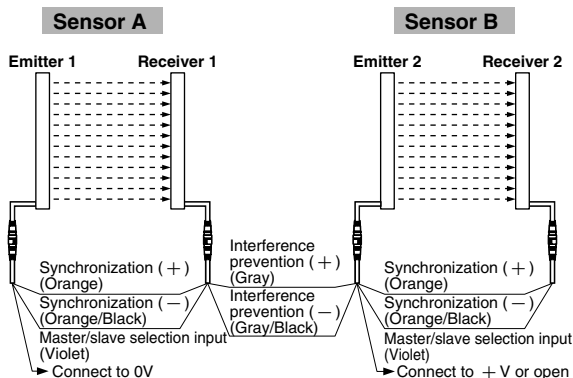 Sensor A
Sensor B
Emitter 1
Receiver 1
Emitter 2
Receiver 2
Synchronization (+)
(Orange)
Synchronization (−)
(Orange/Black)
Master/slave selection input
(Violet)
Connect to 0V
Interference
prevention (+)
(Gray)
Interference
prevention (−)
(Gray/Black)
Synchronization (+)
(Orange)
Synchronization (−)
(Orange/Black)
Master/slave selection input
(Violet)
Connect to + V or open